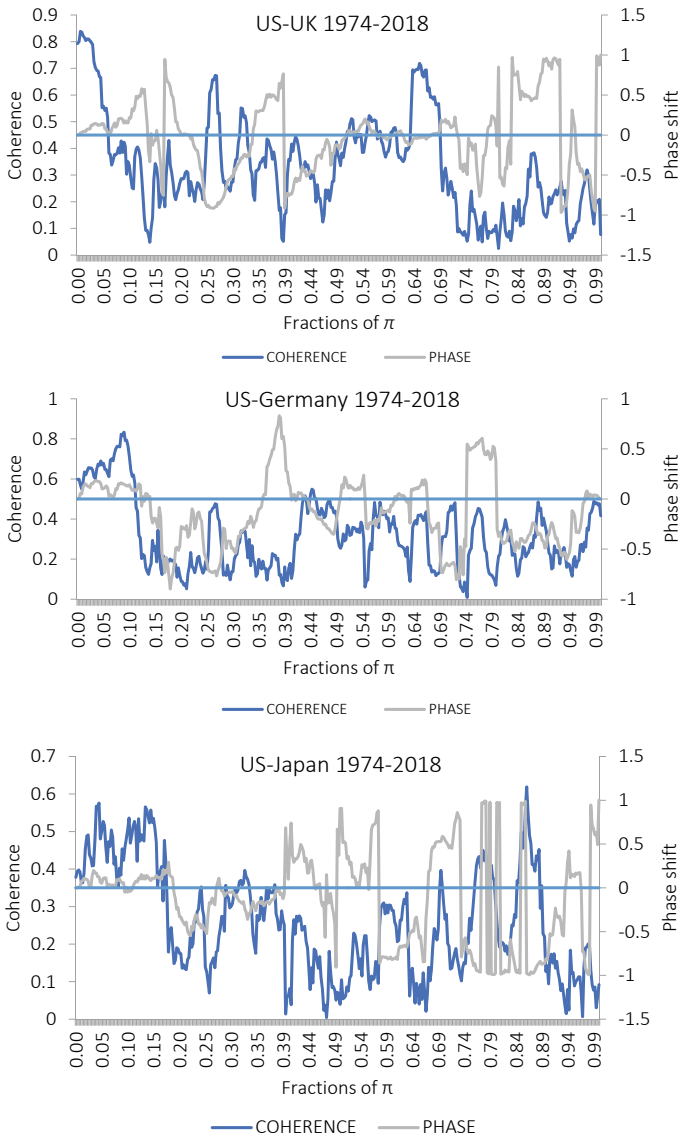 US-UK 1974-2018
Coherence
Phase shift
0.9 0.8 0.7 0.6 0.5 0.4 0.3 0.2 0.1 0
1.5 1 0.5 0 -0.5 -1 -1.5
0.00 0.05 0.10 0.15 0.20 0.25 0.30 0.35 0.39 0.44 0.49 0.54 0.59 0.64 0.69 0.74 0.79 0.84 0.89 0.94 0.99
Fractions of π
COHERENCE PHASE
US-Germany 1974-2018
Coherence
Phase shift
1 0.8 0.6 0.4 0.2 0
1 0.5 0 -0.5 -1
0.00 0.05 0.10 0.15 0.20 0.25 0.30 0.35 0.39 0.44 0.49 0.54 0.59 0.64 0.69 0.74 0.79 0.84 0.89 0.94 0.99
Fractions of π
COHERENCE PHASE
US-Japan 1974-2018
Coherence
Phase shift
0.7 0.6 0.5 0.4 0.3 0.2 0.1 0
1.5 1 0.5 0 -0.5 -1 -1.5
0.00 0.05 0.10 0.15 0.20 0.25 0.30 0.35 0.39 0.44 0.49 0.54 0.59 0.64 0.69 0.74 0.79 0.84 0.89 0.94 0.99
Fractions of π
COHERENCE PHASE